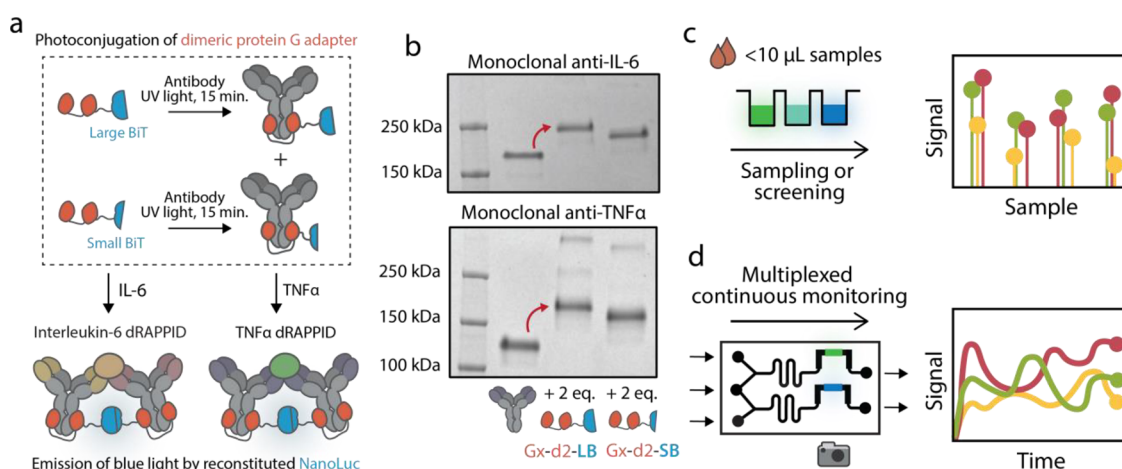 a
Photoconjugation of dimeric protein G adapter
Antibody
UV light, 15 min.
Large BiT
+
Antibody
UV light, 15 min.
Small BiT
IL-6
TNFα
Interleukin-6 dRAPPID
TNFα dRAPPID
Emission of blue light by reconstituted NanoLuc
b
Monoclonal anti-IL-6
250 kDa
150 kDa
Monoclonal anti-TNFα
250 kDa
150 kDa
100 kDa
+ 2 eq.
+ 2 eq.
Gx-d2-LB
Gx-d2-SB
c
<10 µL samples
Sampling or
screening
Signal
Sample
d
Multiplexed
continuous monitoring
Signal
Time